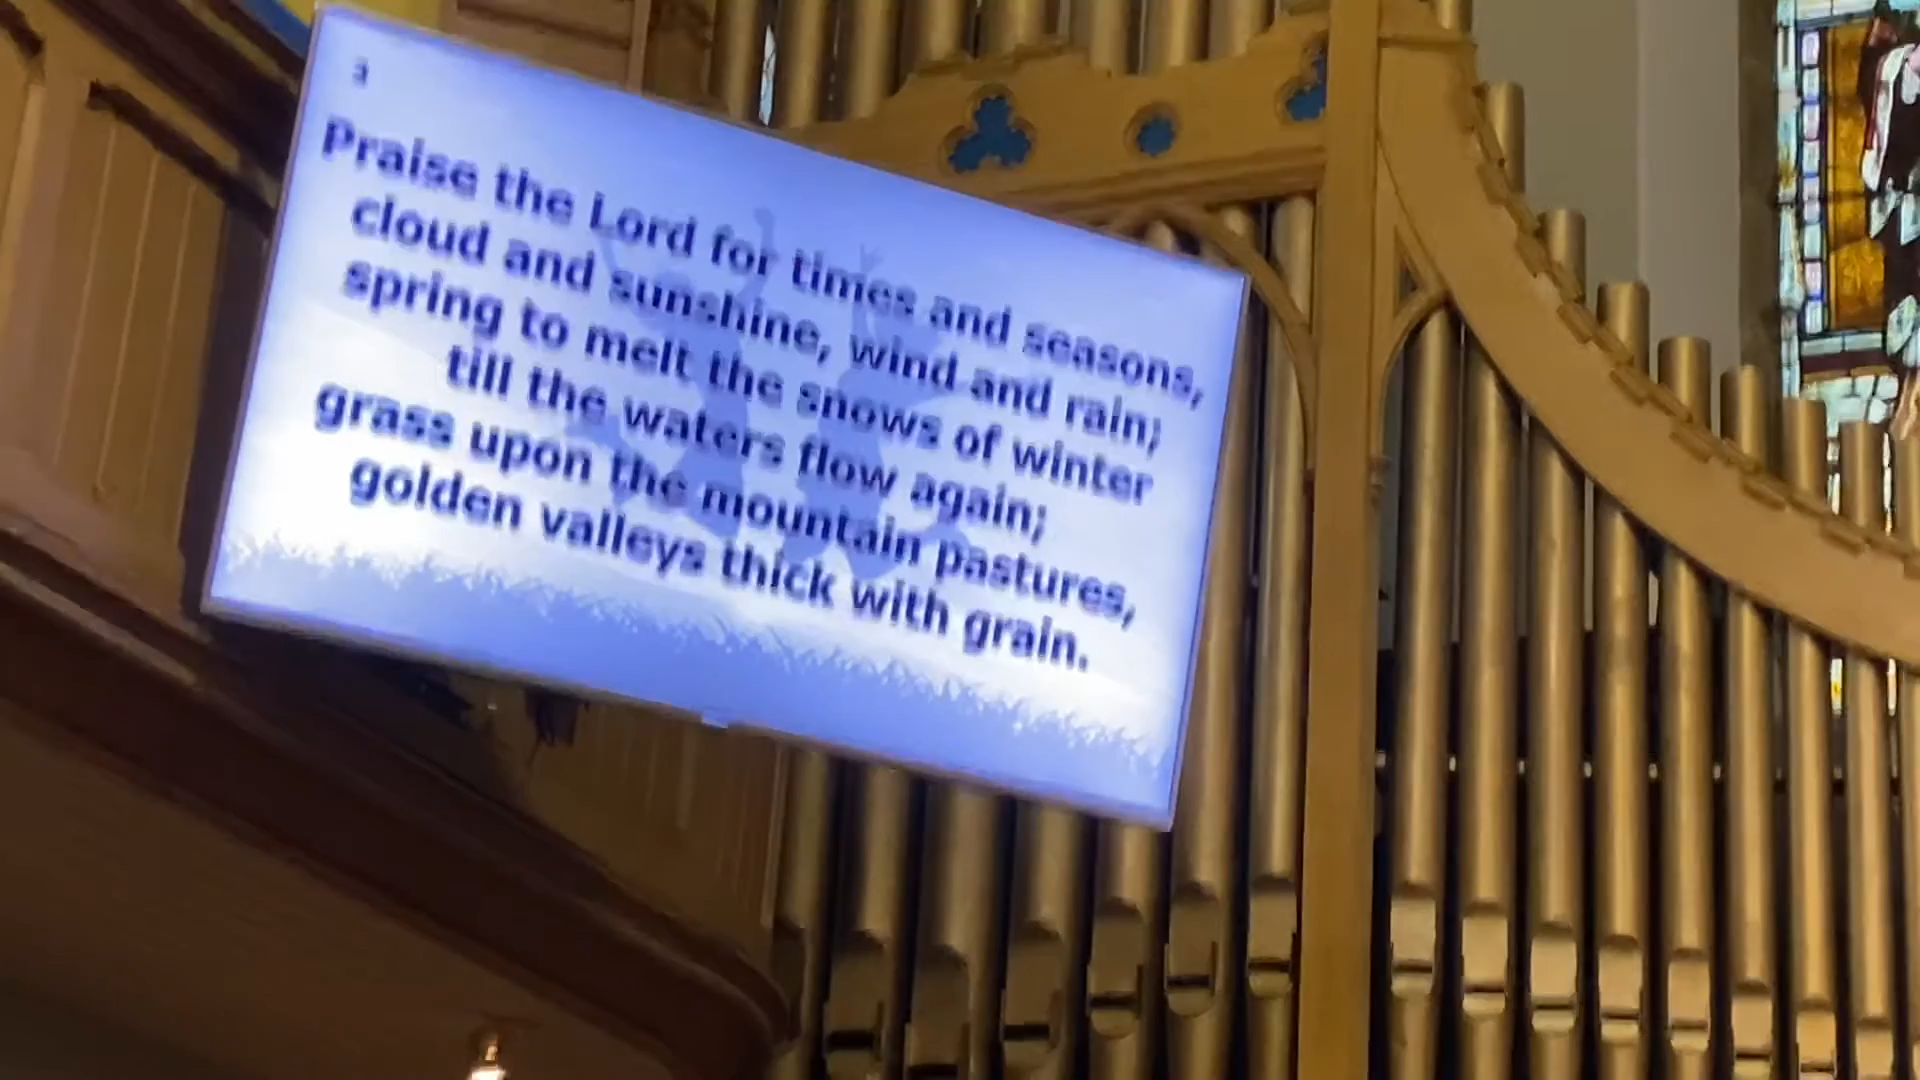 3
Praise the Lord for times and seasons,
cloud and sunshine, wind and rain;
spring to melt the snows of winter
till the waters flow again;
grass upon the mountain pastures,
golden valleys thick with grain.